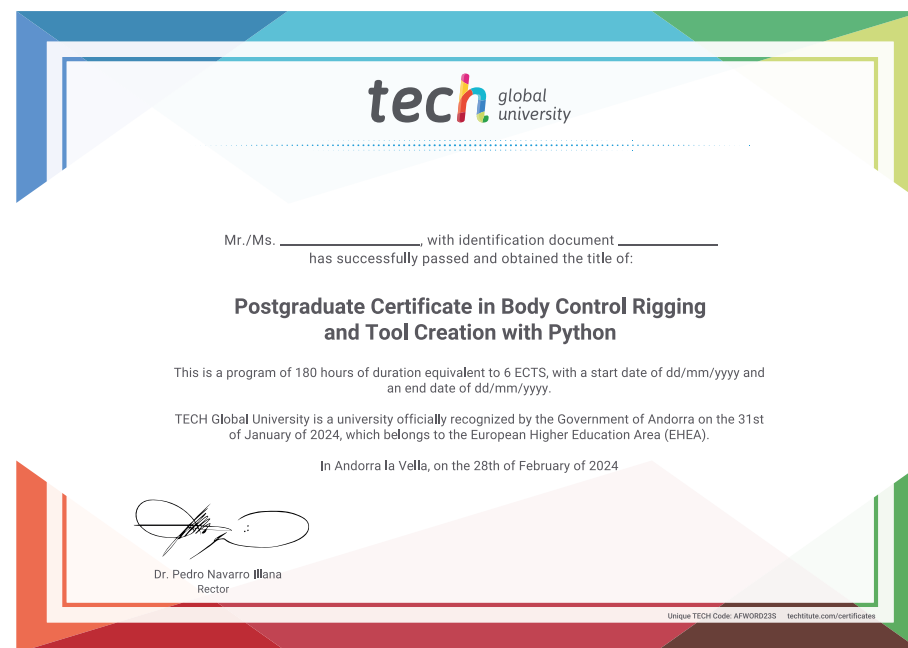 tech global university
Mr./Ms. ____________, with identification document ____________
has successfully passed and obtained the title of:
Postgraduate Certificate in Body Control Rigging
and Tool Creation with Python
This is a program of 180 hours of duration equivalent to 6 ECTS, with a start date of dd/mm/yyyy and
an end date of dd/mm/yyyy.
TECH Global University is a university officially recognized by the Government of Andorra on the 31st
of January of 2024, which belongs to the European Higher Education Area (EHEA).
In Andorra la Vella, on the 28th of February of 2024
Dr. Pedro Navarro Illana
Rector
Unique TECH Code: AFWORD23S techtitute.com/certificates